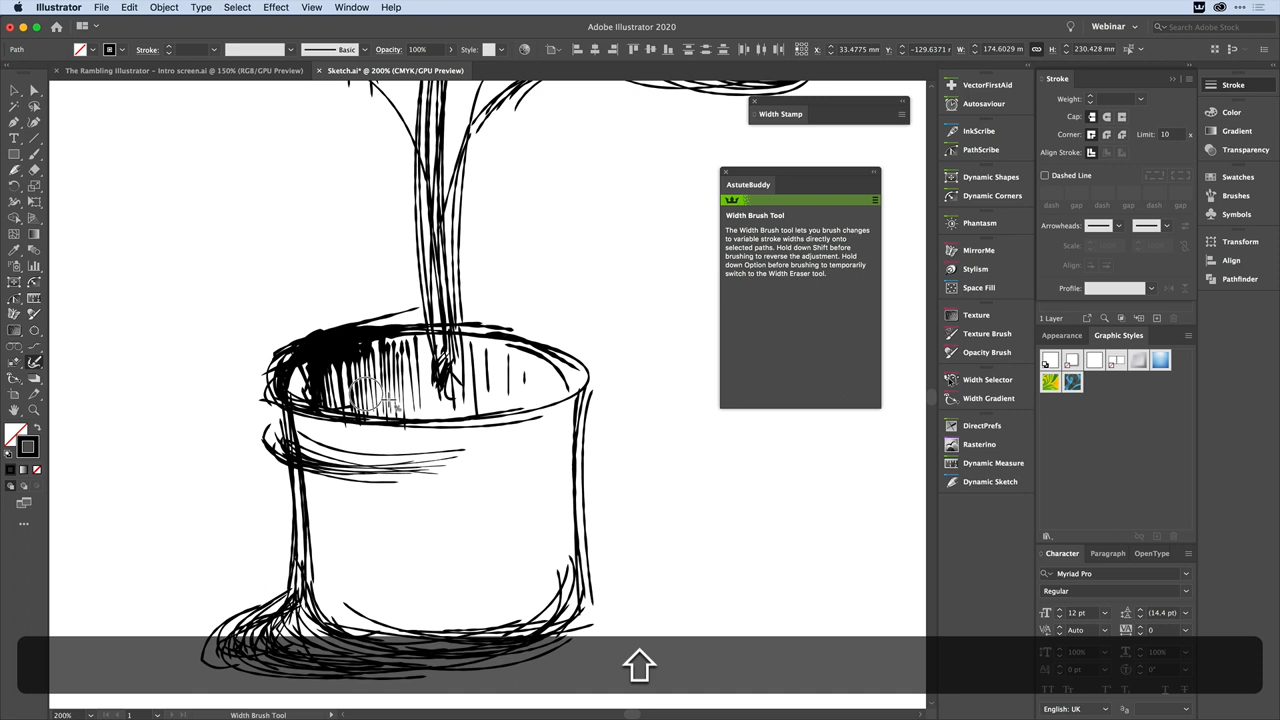 Illustrator File Edit Object Type Select Effect View Window Help
Adobe Illustrator 2020
Webinar
Search Adobe Stock
Path
Stroke:
Basic
Opacity: 100%
Style:
X: 33.4775 mm
Y: -129.6371 m
W: 174.6029 m
H: 230.428 mm
The Rambling Illustrator - Intro screen.ai @ 150% (RGB/GPU Preview)
Sketch.ai* @ 200% (CMYK/GPU Preview)
Width Stamp
AstuteBuddy
Width Brush Tool
The Width Brush tool lets you brush changes
to variable stroke widths directly onto
selected paths. Hold down Shift before
brushing to reverse the adjustment. Hold
down Option before brushing to temporarily
switch to the Width Eraser tool.
VectorFirstAid
Autosaviour
InkScribe
PathScribe
Dynamic Shapes
Dynamic Corners
Phantasm
MirrorMe
Stylism
Space Fill
Texture
Texture Brush
Opacity Brush
Width Selector
Width Gradient
DirectPrefs
Rasterino
Dynamic Measure
Dynamic Sketch
Stroke
Weight:
Cap:
Corner:
Limit: 10 x
Align Stroke:
Dashed Line
dash gap dash gap dash gap
Arrowheads:
Scale:
Align:
Profile:
1 Layer
Appearance Graphic Styles
Character Paragraph OpenType
Myriad Pro
Regular
12 pt (14.4 pt)
Auto 0
100% 100%
0 pt 0°
English: UK
Stroke
Color
Gradient
Transparency
Swatches
Brushes
Symbols
Transform
Align
Pathfinder
200% 1 Width Brush Tool